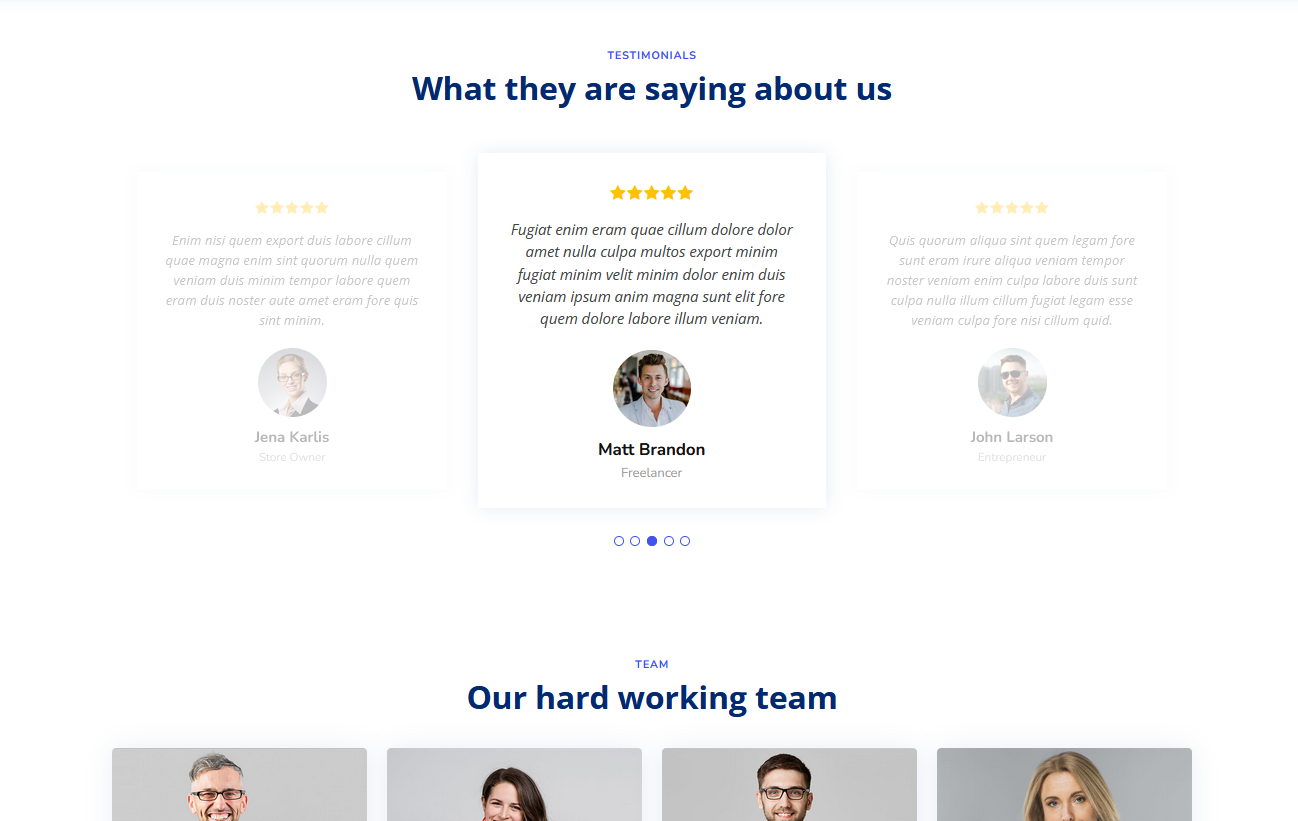 TESTIMONIALS
What they are saying about us
Enim nisi quem export duis labore cillum
quae magna enim sint quorum nulla quem
veniam duis minim tempor labore quem
eram duis noster aute amet eram fore quis
sint minim.
Jena Karlis
Store Owner
Fugiat enim eram quae cillum dolore dolor
amet nulla culpa multos export minim
fugiat minim velit minim dolor enim duis
veniam ipsum anim magna sunt elit fore
quem dolore labore illum veniam.
Matt Brandon
Freelancer
Quis quorum aliqua sint quem legam fore
sunt eram irure aliqua veniam tempor
noster veniam enim culpa labore duis sunt
culpa nulla illum cillum fugiat legam esse
veniam culpa fore nisi cillum quid.
John Larson
Entrepreneur
TEAM
Our hard working team